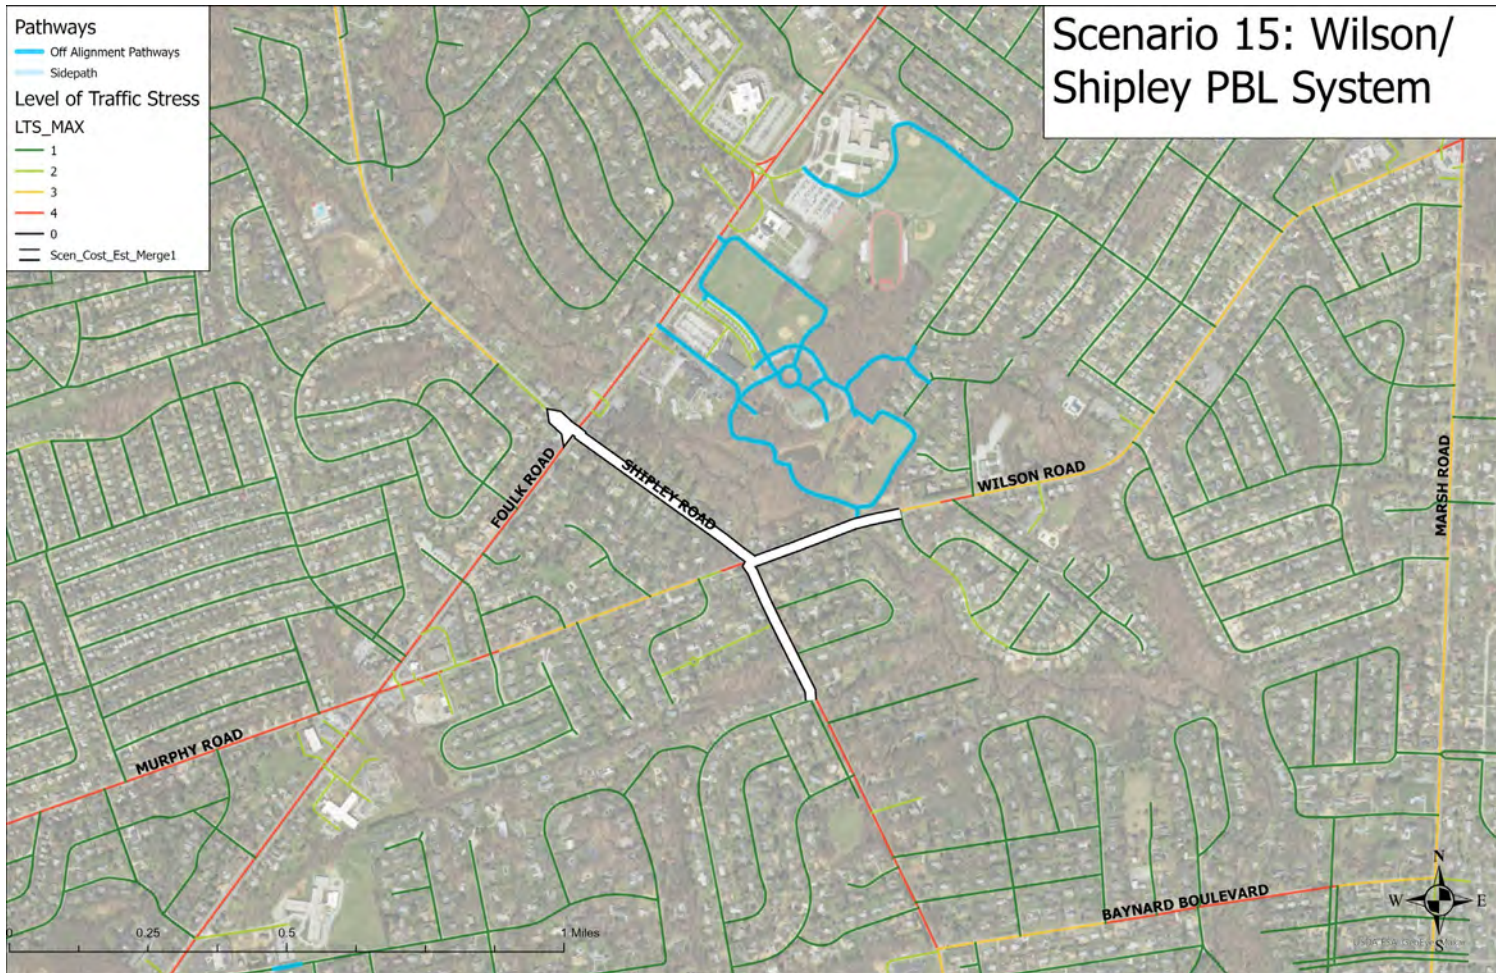 Scenario 15: Wilson/
Shipley PBL System
Pathways
Off Alignment Pathways
Sidepath
Level of Traffic Stress
LTS_MAX
1
2
3
4
0
Scen_Cost_Est_Merge1
FOULK ROAD
SHIPLEY ROAD
WILSON ROAD
MARSH ROAD
MURPHY ROAD
BAYNARD BOULEVARD
N
W
E
S
0
0.25
0.5
1 Miles